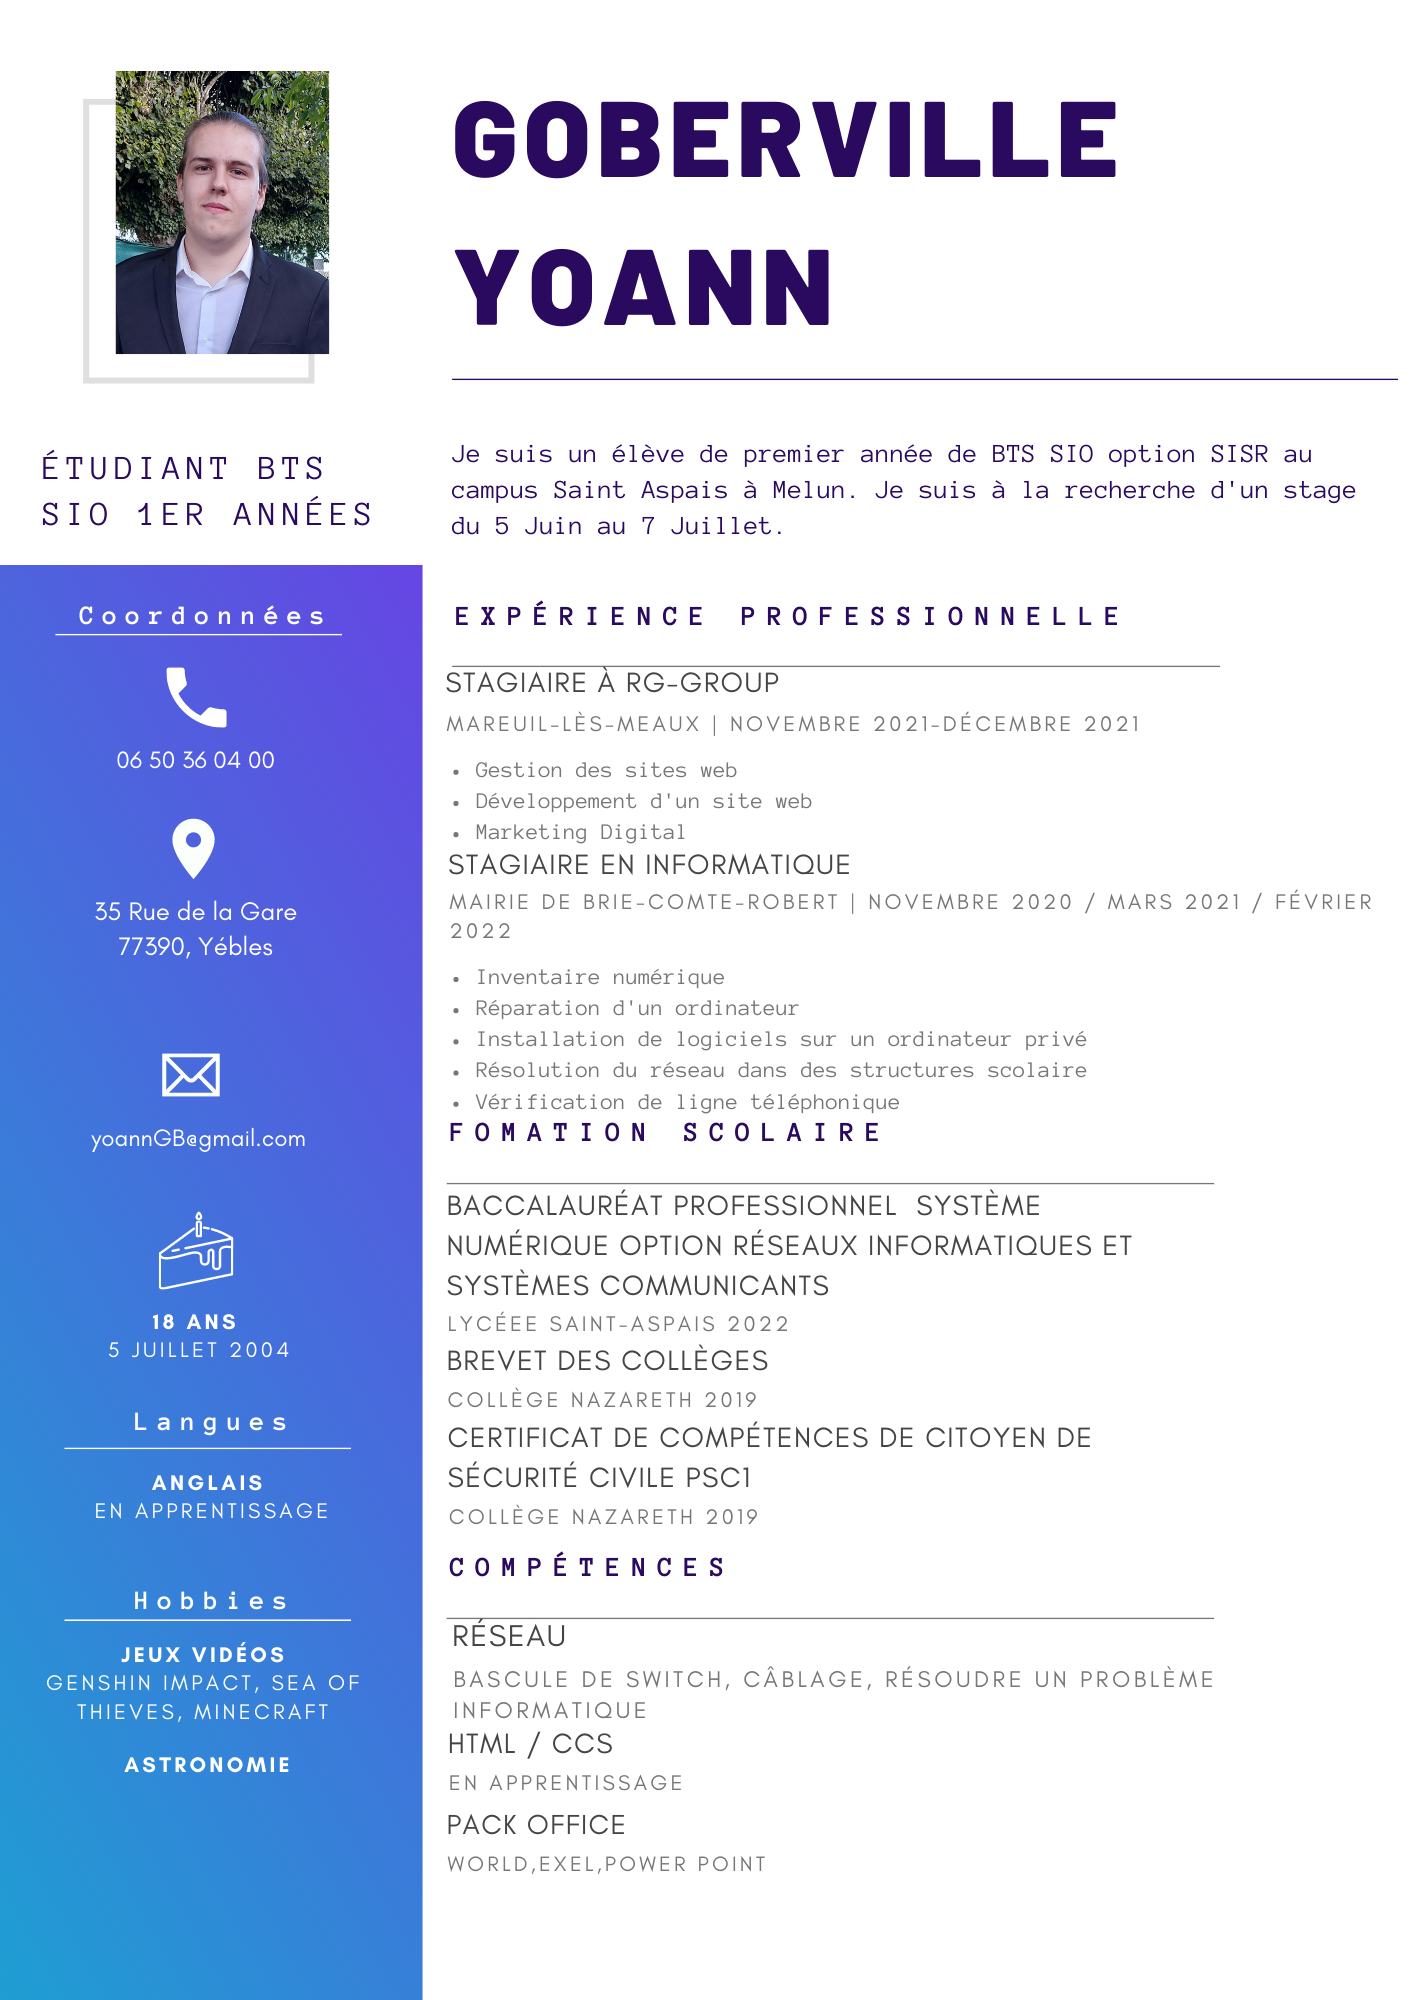 GOBERVILLE
YOANN
ÉTUDIANT BTS
SIO 1ER ANNÉES
Je suis un élève de premier année de BTS SIO option SISR au
campus Saint Aspais à Melun. Je suis à la recherche d'un stage
du 5 Juin au 7 Juillet.
Coordonnées
06 50 36 04 00
35 Rue de la Gare
77390, Yébles
yoannGB@gmail.com
18 ANS
5 JUILLET 2004
Langues
ANGLAIS
EN APPRENTISSAGE
Hobbies
JEUX VIDÉOS
GENSHIN IMPACT, SEA OF
THIEVES, MINECRAFT
ASTRONOMIE
EXPÉRIENCE PROFESSIONNELLE
STAGIAIRE À RG-GROUP
MAREUIL-LÈS-MEAUX | NOVEMBRE 2021-DÉCEMBRE 2021
• Gestion des sites web
• Développement d'un site web
• Marketing Digital
STAGIAIRE EN INFORMATIQUE
MAIRIE DE BRIE-COMTE-ROBERT | NOVEMBRE 2020 / MARS 2021 / FÉVRIER
2022
• Inventaire numérique
• Réparation d'un ordinateur
• Installation de logiciels sur un ordinateur privé
• Résolution du réseau dans des structures scolaire
• Vérification de ligne téléphonique
FOMATION SCOLAIRE
BACCALAURÉAT PROFESSIONNEL SYSTÈME
NUMÉRIQUE OPTION RÉSEAUX INFORMATIQUES ET
SYSTÈMES COMMUNICANTS
LYCÉEE SAINT-ASPAIS 2022
BREVET DES COLLÈGES
COLLÈGE NAZARETH 2019
CERTIFICAT DE COMPÉTENCES DE CITOYEN DE
SÉCURITÉ CIVILE PSC1
COLLÈGE NAZARETH 2019
COMPÉTENCES
RÉSEAU
BASCULE DE SWITCH, CÂBLAGE, RÉSOUDRE UN PROBLÈME
INFORMATIQUE
HTML / CCS
EN APPRENTISSAGE
PACK OFFICE
WORLD,EXEL,POWER POINT